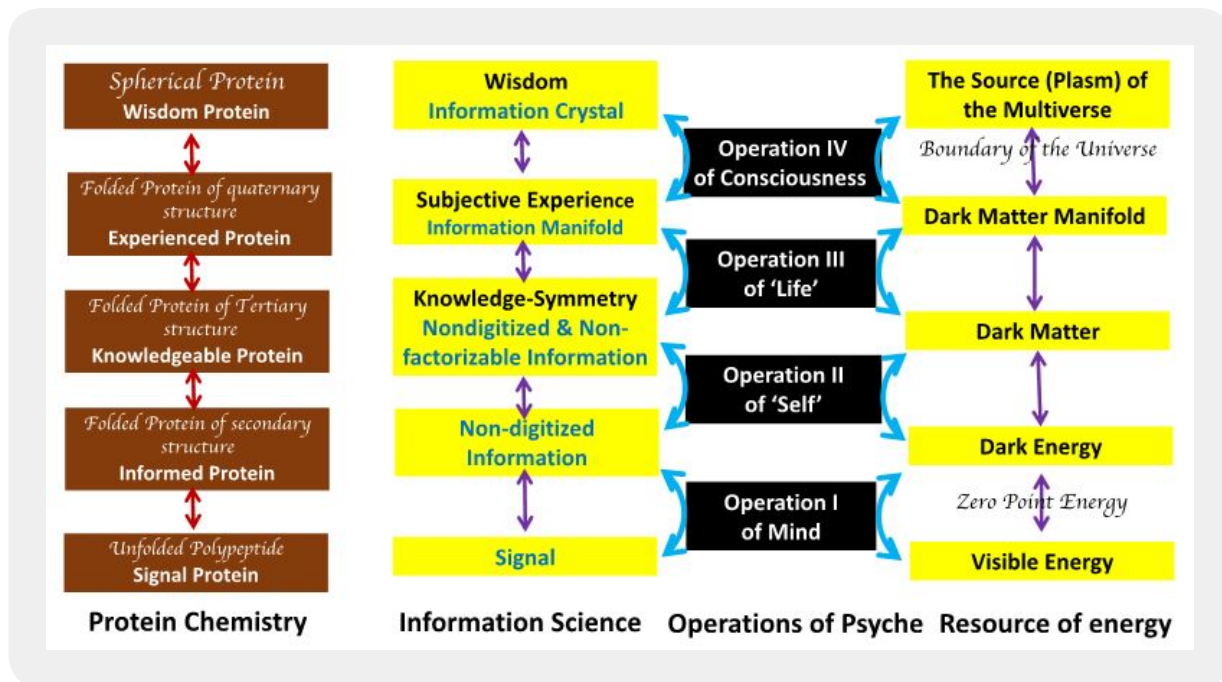 Spherical Protein
Wisdom Protein
Folded Protein of quaternary
structure
Experienced Protein
Folded Protein of Tertiary
structure
Knowledgeable Protein
Folded Protein of secondary
structure
Informed Protein
Unfolded Polypeptide
Signal Protein
Protein Chemistry
Wisdom
Information Crystal
Subjective Experience
Information Manifold
Knowledge-Symmetry
Nondigitized & Non-
factorizable Information
Non-digitized
Information
Signal
Information Science
Operation IV
of Consciousness
Operation III
of ‘Life’
Operation II
of ‘Self’
Operation I
of Mind
Operations of Psyche
The Source (Plasm) of
the Multiverse
Boundary of the Universe
Dark Matter Manifold
Dark Matter
Dark Energy
Zero Point Energy
Visible Energy
Resource of energy